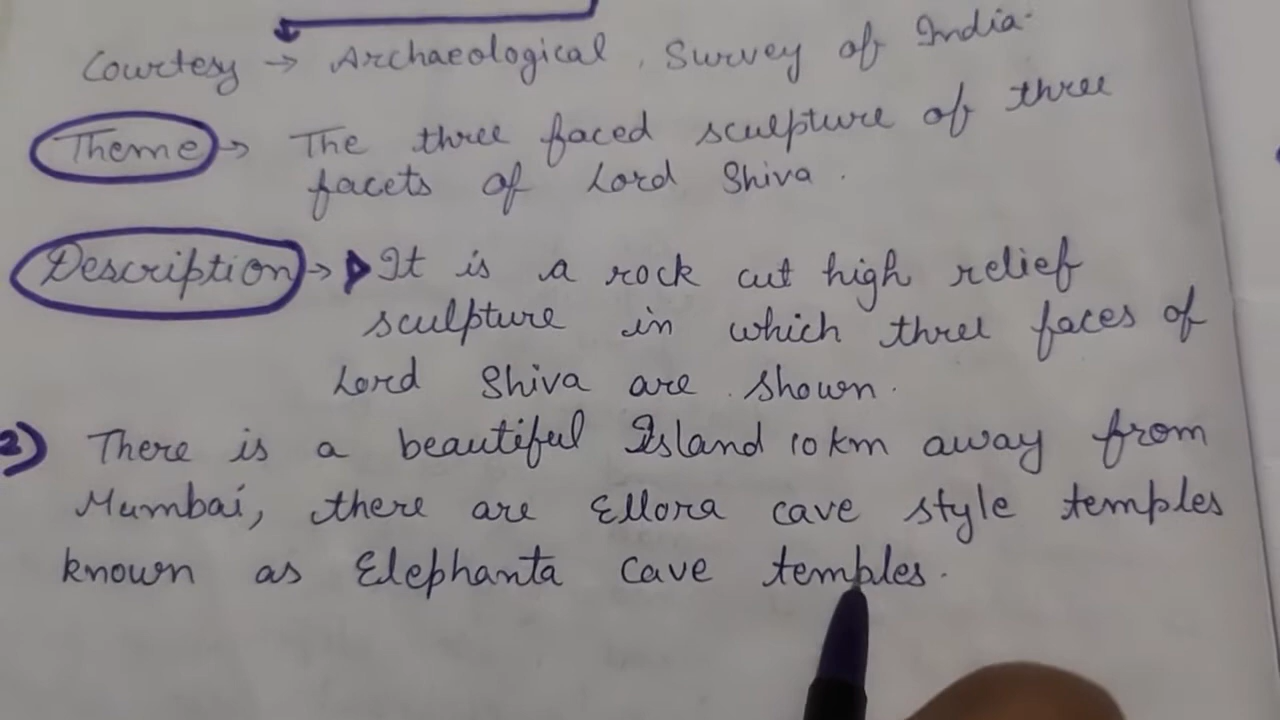 Courtesy → Archaeological Survey of India.
Theme → The three faced sculpture of three
facets of Lord Shiva.
Description → It is a rock cut high relief
sculpture in which three faces of
Lord Shiva are shown.
2) There is a beautiful Island 10 km away from
Mumbai, there are Ellora cave style temples
known as Elephanta cave temples.